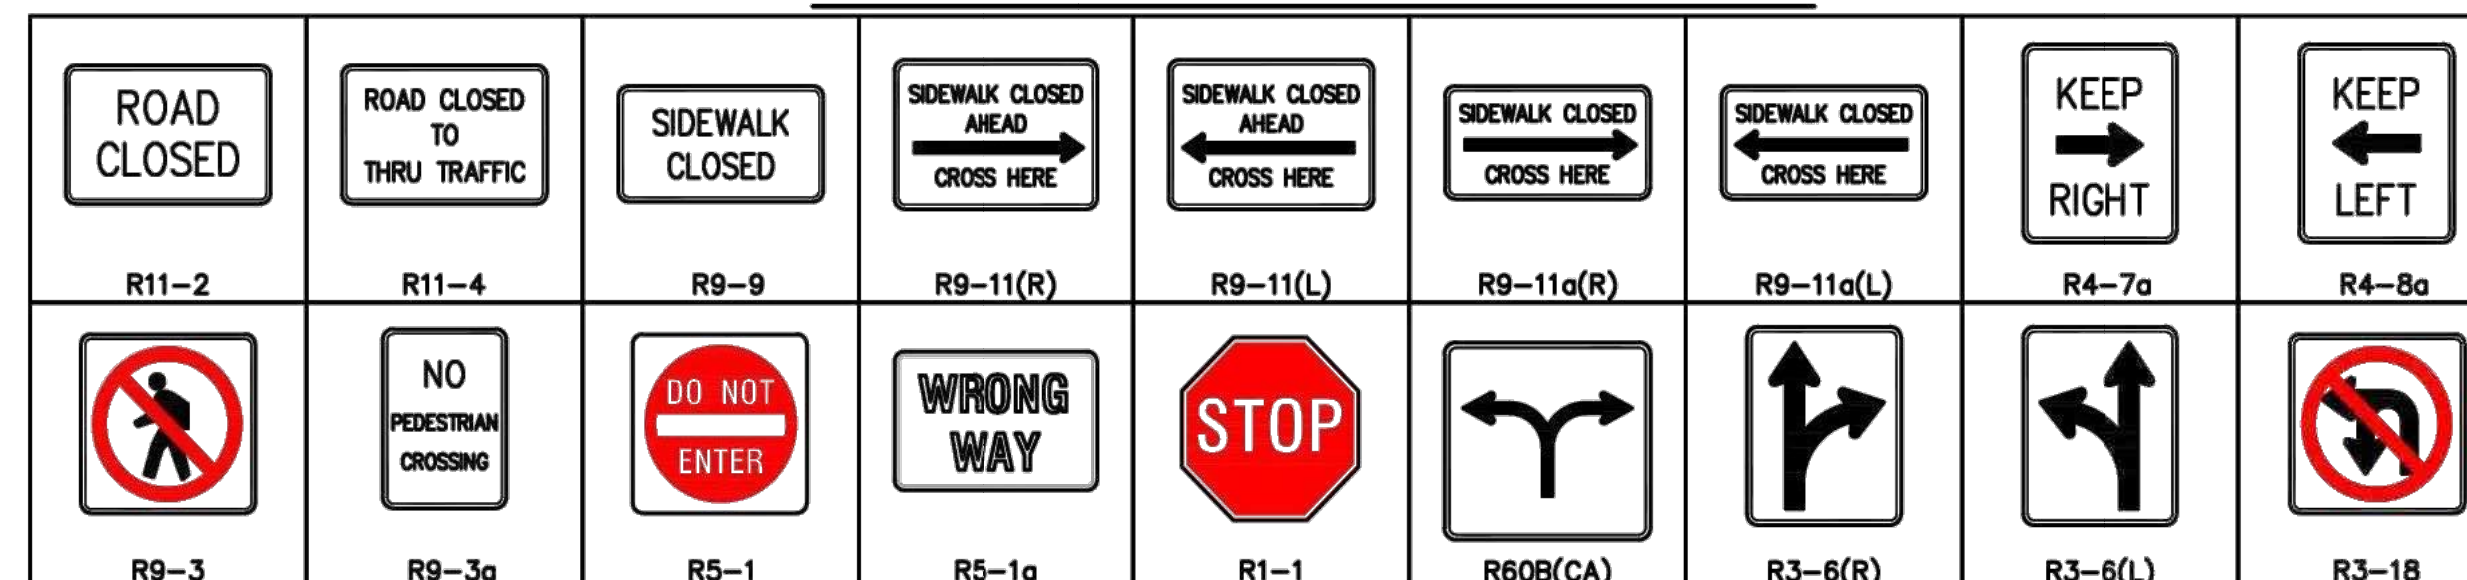 ROAD
CLOSED
R11-2
ROAD CLOSED
TO
THRU TRAFFIC
R11-4
SIDEWALK
CLOSED
R9-9
SIDEWALK CLOSED
AHEAD
CROSS HERE
R9-11(R)
SIDEWALK CLOSED
AHEAD
CROSS HERE
R9-11(L)
SIDEWALK CLOSED
CROSS HERE
R9-11a(R)
SIDEWALK CLOSED
CROSS HERE
R9-11a(L)
KEEP
RIGHT
R4-7a
KEEP
LEFT
R4-8a
R9-3
NO
PEDESTRIAN
CROSSING
R9-3a
DO NOT
ENTER
R5-1
WRONG
WAY
R5-1a
STOP
R1-1
R60B(CA)
R3-6(R)
R3-6(L)
R3-18